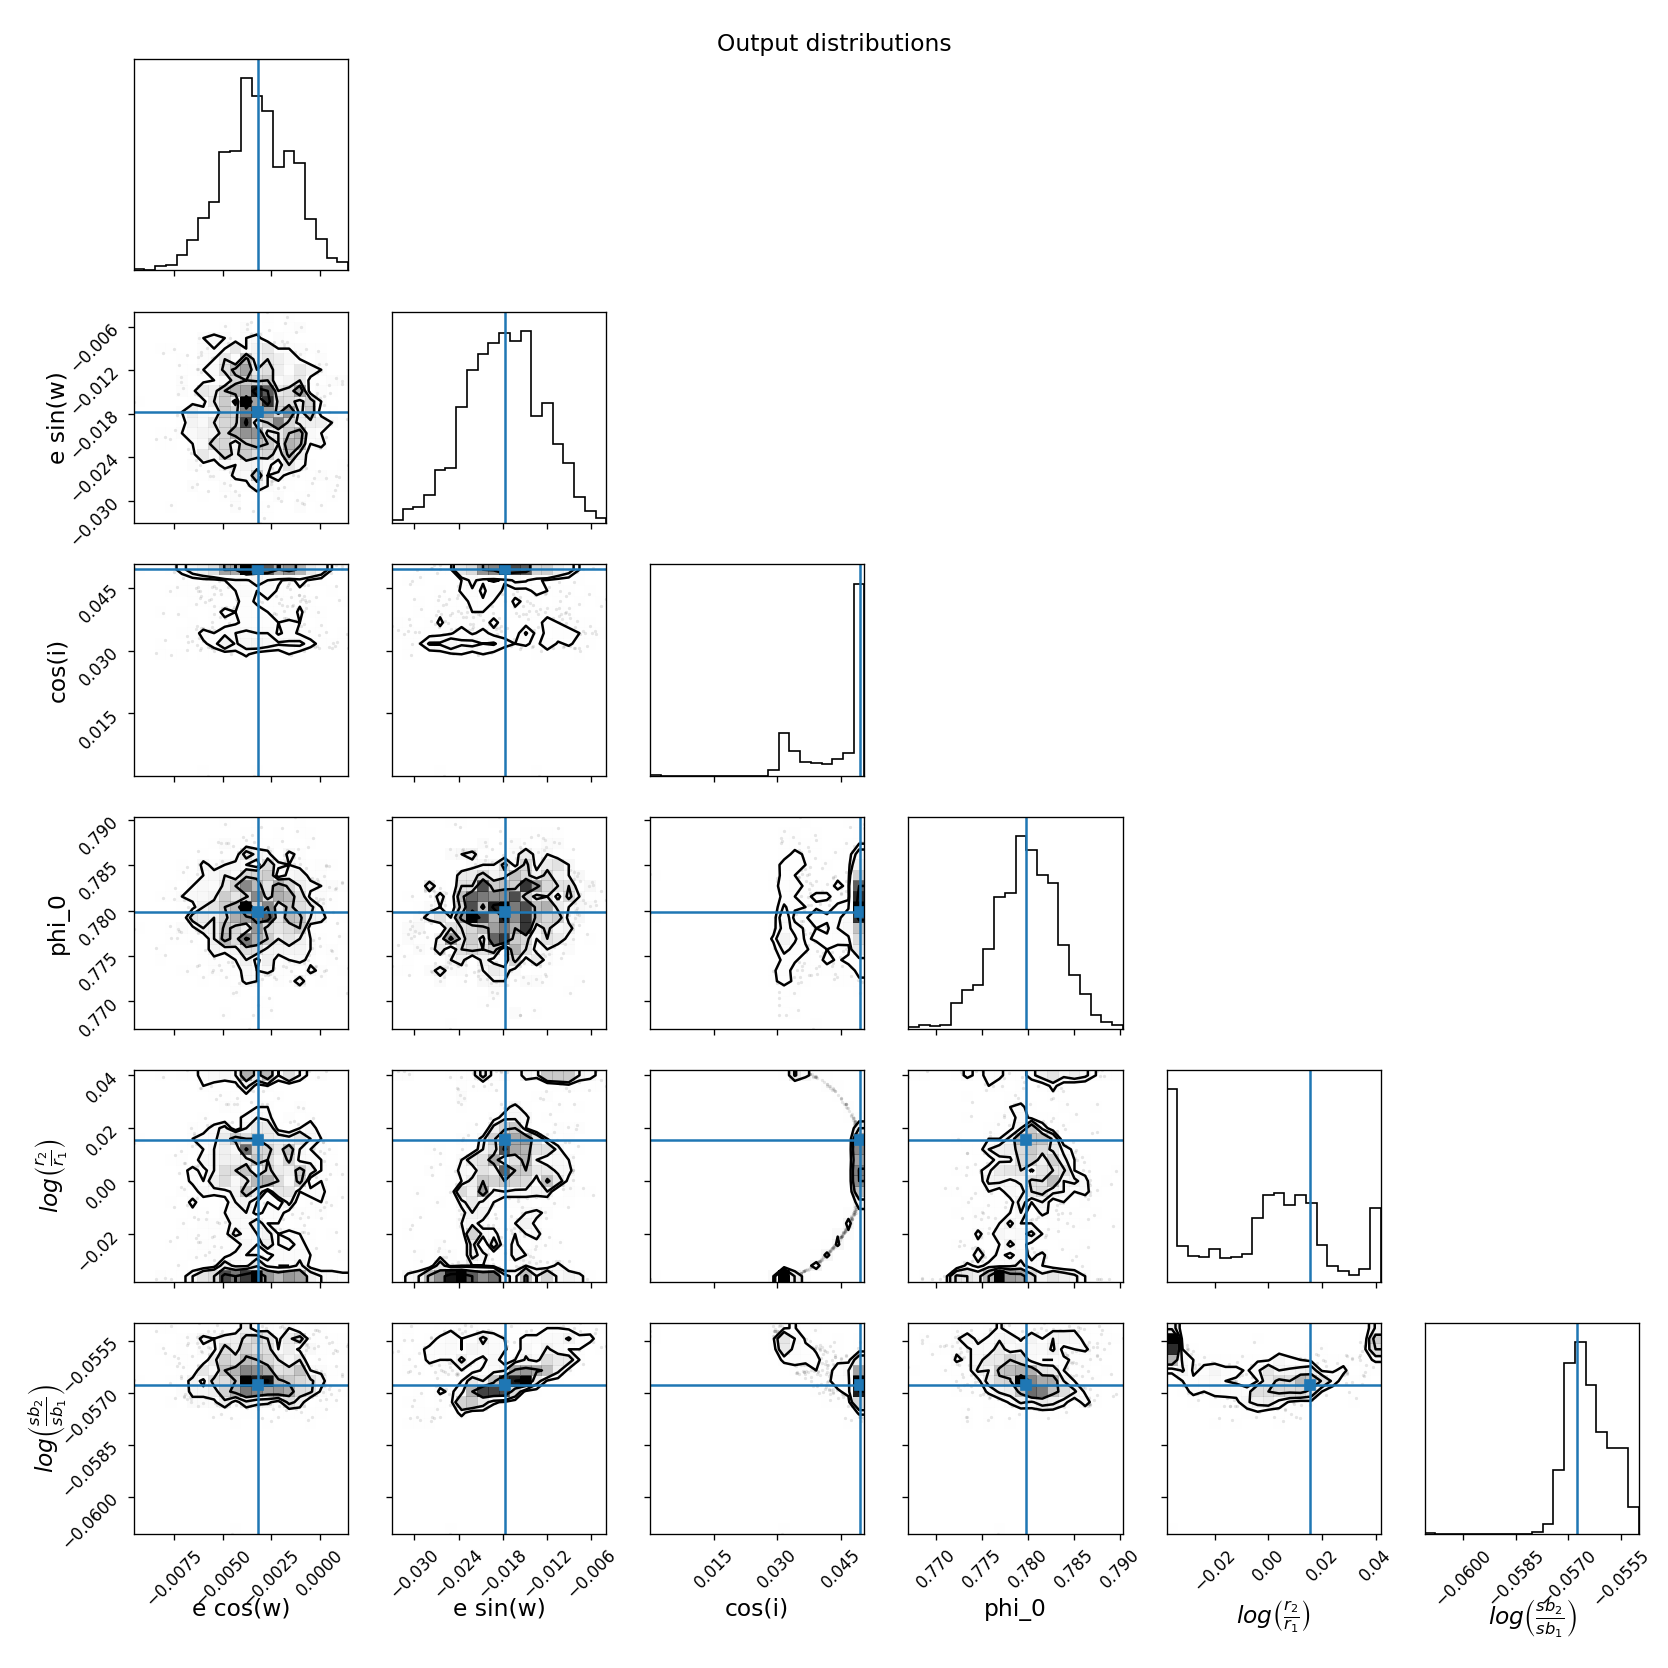 Output distributions
e sin(w)
−0.006
−0.012
−0.018
−0.024
−0.030
cos(i)
0.045
0.030
0.015
phi_0
0.790
0.785
0.780
0.775
0.770
log(r₂/r₁)
0.04
0.02
0.00
−0.02
log(sb₂/sb₁)
−0.0555
−0.0570
−0.0585
−0.0600
−0.0075 −0.0050 −0.0025 0.0000 −0.030 −0.024 −0.018 −0.012 −0.006 0.015 0.030 0.045 0.770 0.775 0.780 0.785 0.790 −0.02 0.00 0.02 0.04 −0.0600 −0.0585 −0.0570 −0.0555
e cos(w) e sin(w) cos(i) phi_0 log(r₂/r₁) log(sb₂/sb₁)